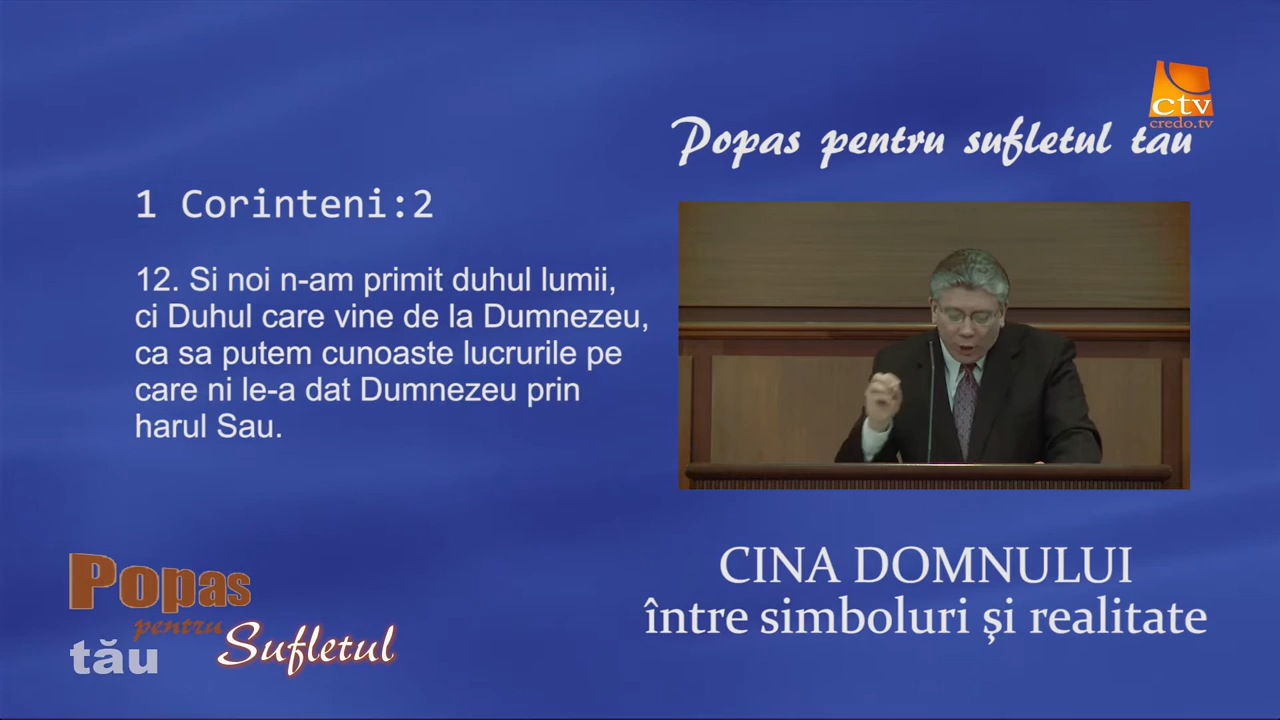 ctv
credo.tv
Popas pentru sufletul tau
1 Corinteni:2
12. Si noi n-am primit duhul lumii,
ci Duhul care vine de la Dumnezeu,
ca sa putem cunoaste lucrurile pe
care ni le-a dat Dumnezeu prin
harul Sau.
CINA DOMNULUI
între simboluri şi realitate
Popas
pentru
Sufletul
tău